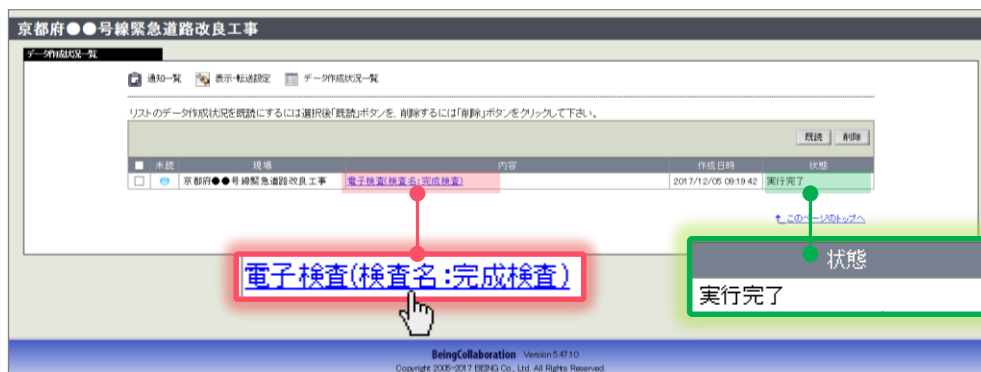 京都府●●号線緊急道路改良工事
データ作成状況一覧
通知一覧 表示・転送設定 データ作成状況一覧
リストのデータ作成状況を既読にするには選択後「既読」ボタンを、削除するには「削除」ボタンをクリックして下さい。
既読 削除
未読 現場 内容 作成日時 状態
京都府●●号線緊急道路改良工事 電子検査(検査名:完成検査) 2017/12/05 09:19:42 実行完了
このページのトップへ
電子検査(検査名:完成検査)
状態
実行完了
BeingCollaboration Version 5.47.10
Copyright 2005-2017 BEING Co., Ltd. All Rights Reserved.